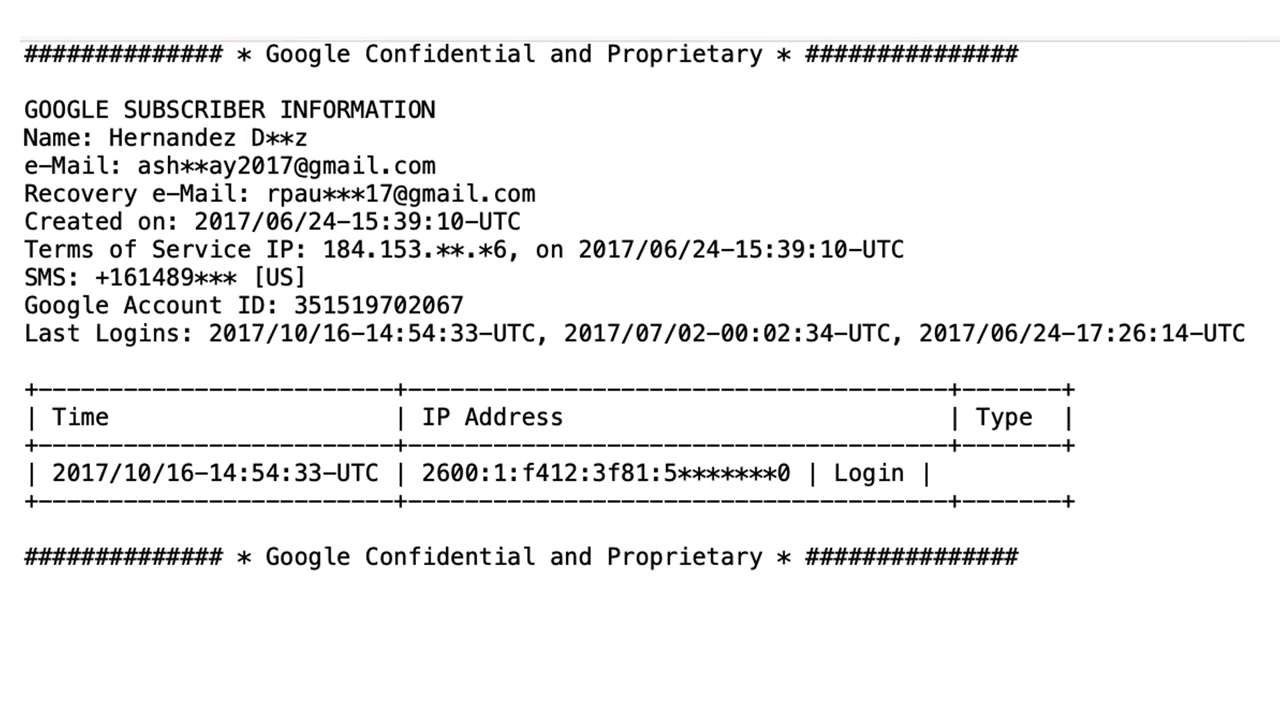 ############## * Google Confidential and Proprietary * ###############
GOOGLE SUBSCRIBER INFORMATION
Name: Hernandez D**z
e-Mail: ash**ay2017@gmail.com
Recovery e-Mail: rpau***17@gmail.com
Created on: 2017/06/24-15:39:10-UTC
Terms of Service IP: 184.153.**.*6, on 2017/06/24-15:39:10-UTC
SMS: +161489*** [US]
Google Account ID: 351519702067
Last Logins: 2017/10/16-14:54:33-UTC, 2017/07/02-00:02:34-UTC, 2017/06/24-17:26:14-UTC
+-------------------------+--------------------------------------+-------+
| Time | IP Address | Type |
+-------------------------+--------------------------------------+-------+
| 2017/10/16-14:54:33-UTC | 2600:1:f412:3f81:5*******0 | Login |
+-------------------------+--------------------------------------+-------+
############## * Google Confidential and Proprietary * ###############